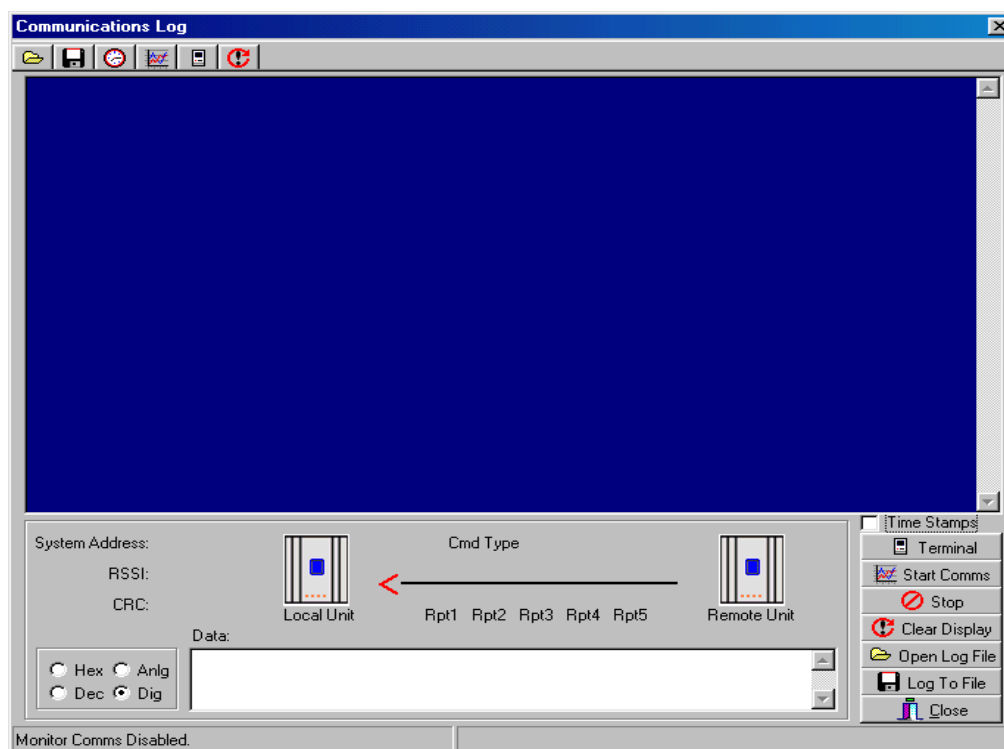 Communications Log
Time Stamps
System Address:
Cmd Type
RSSI:
CRC:
Local Unit
Rpt1 Rpt2 Rpt3 Rpt4 Rpt5
Remote Unit
Data:
Hex Anlg
Dec Dig
Terminal
Start Comms
Stop
Clear Display
Open Log File
Log To File
Close
Monitor Comms Disabled.